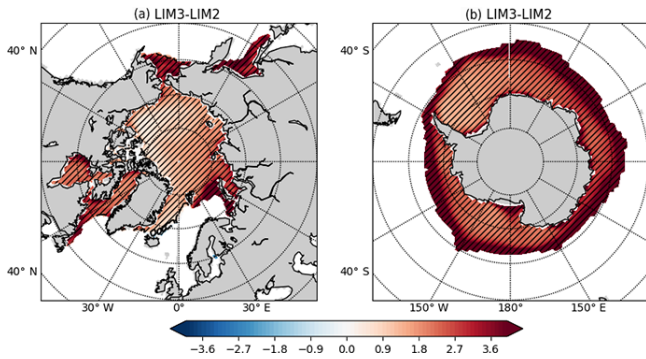 (a) LIM3-LIM2
(b) LIM3-LIM2
40° N
40° N
40° S
40° S
30° W 0° 30° E
150° W 180° 150° E
-3.6 -2.7 -1.8 -0.9 0.0 0.9 1.8 2.7 3.6